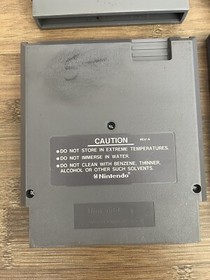 5-
CAUTION
• DO NOT STORE IN EXTREME TEMPERATURES.
• DO NOT IMMERSE IN WATER.
• DO NOT CLEAN WITH BENZENE, THINNER,
ALCOHOL OR OTHER SUCH SOLVENTS
Nintendo